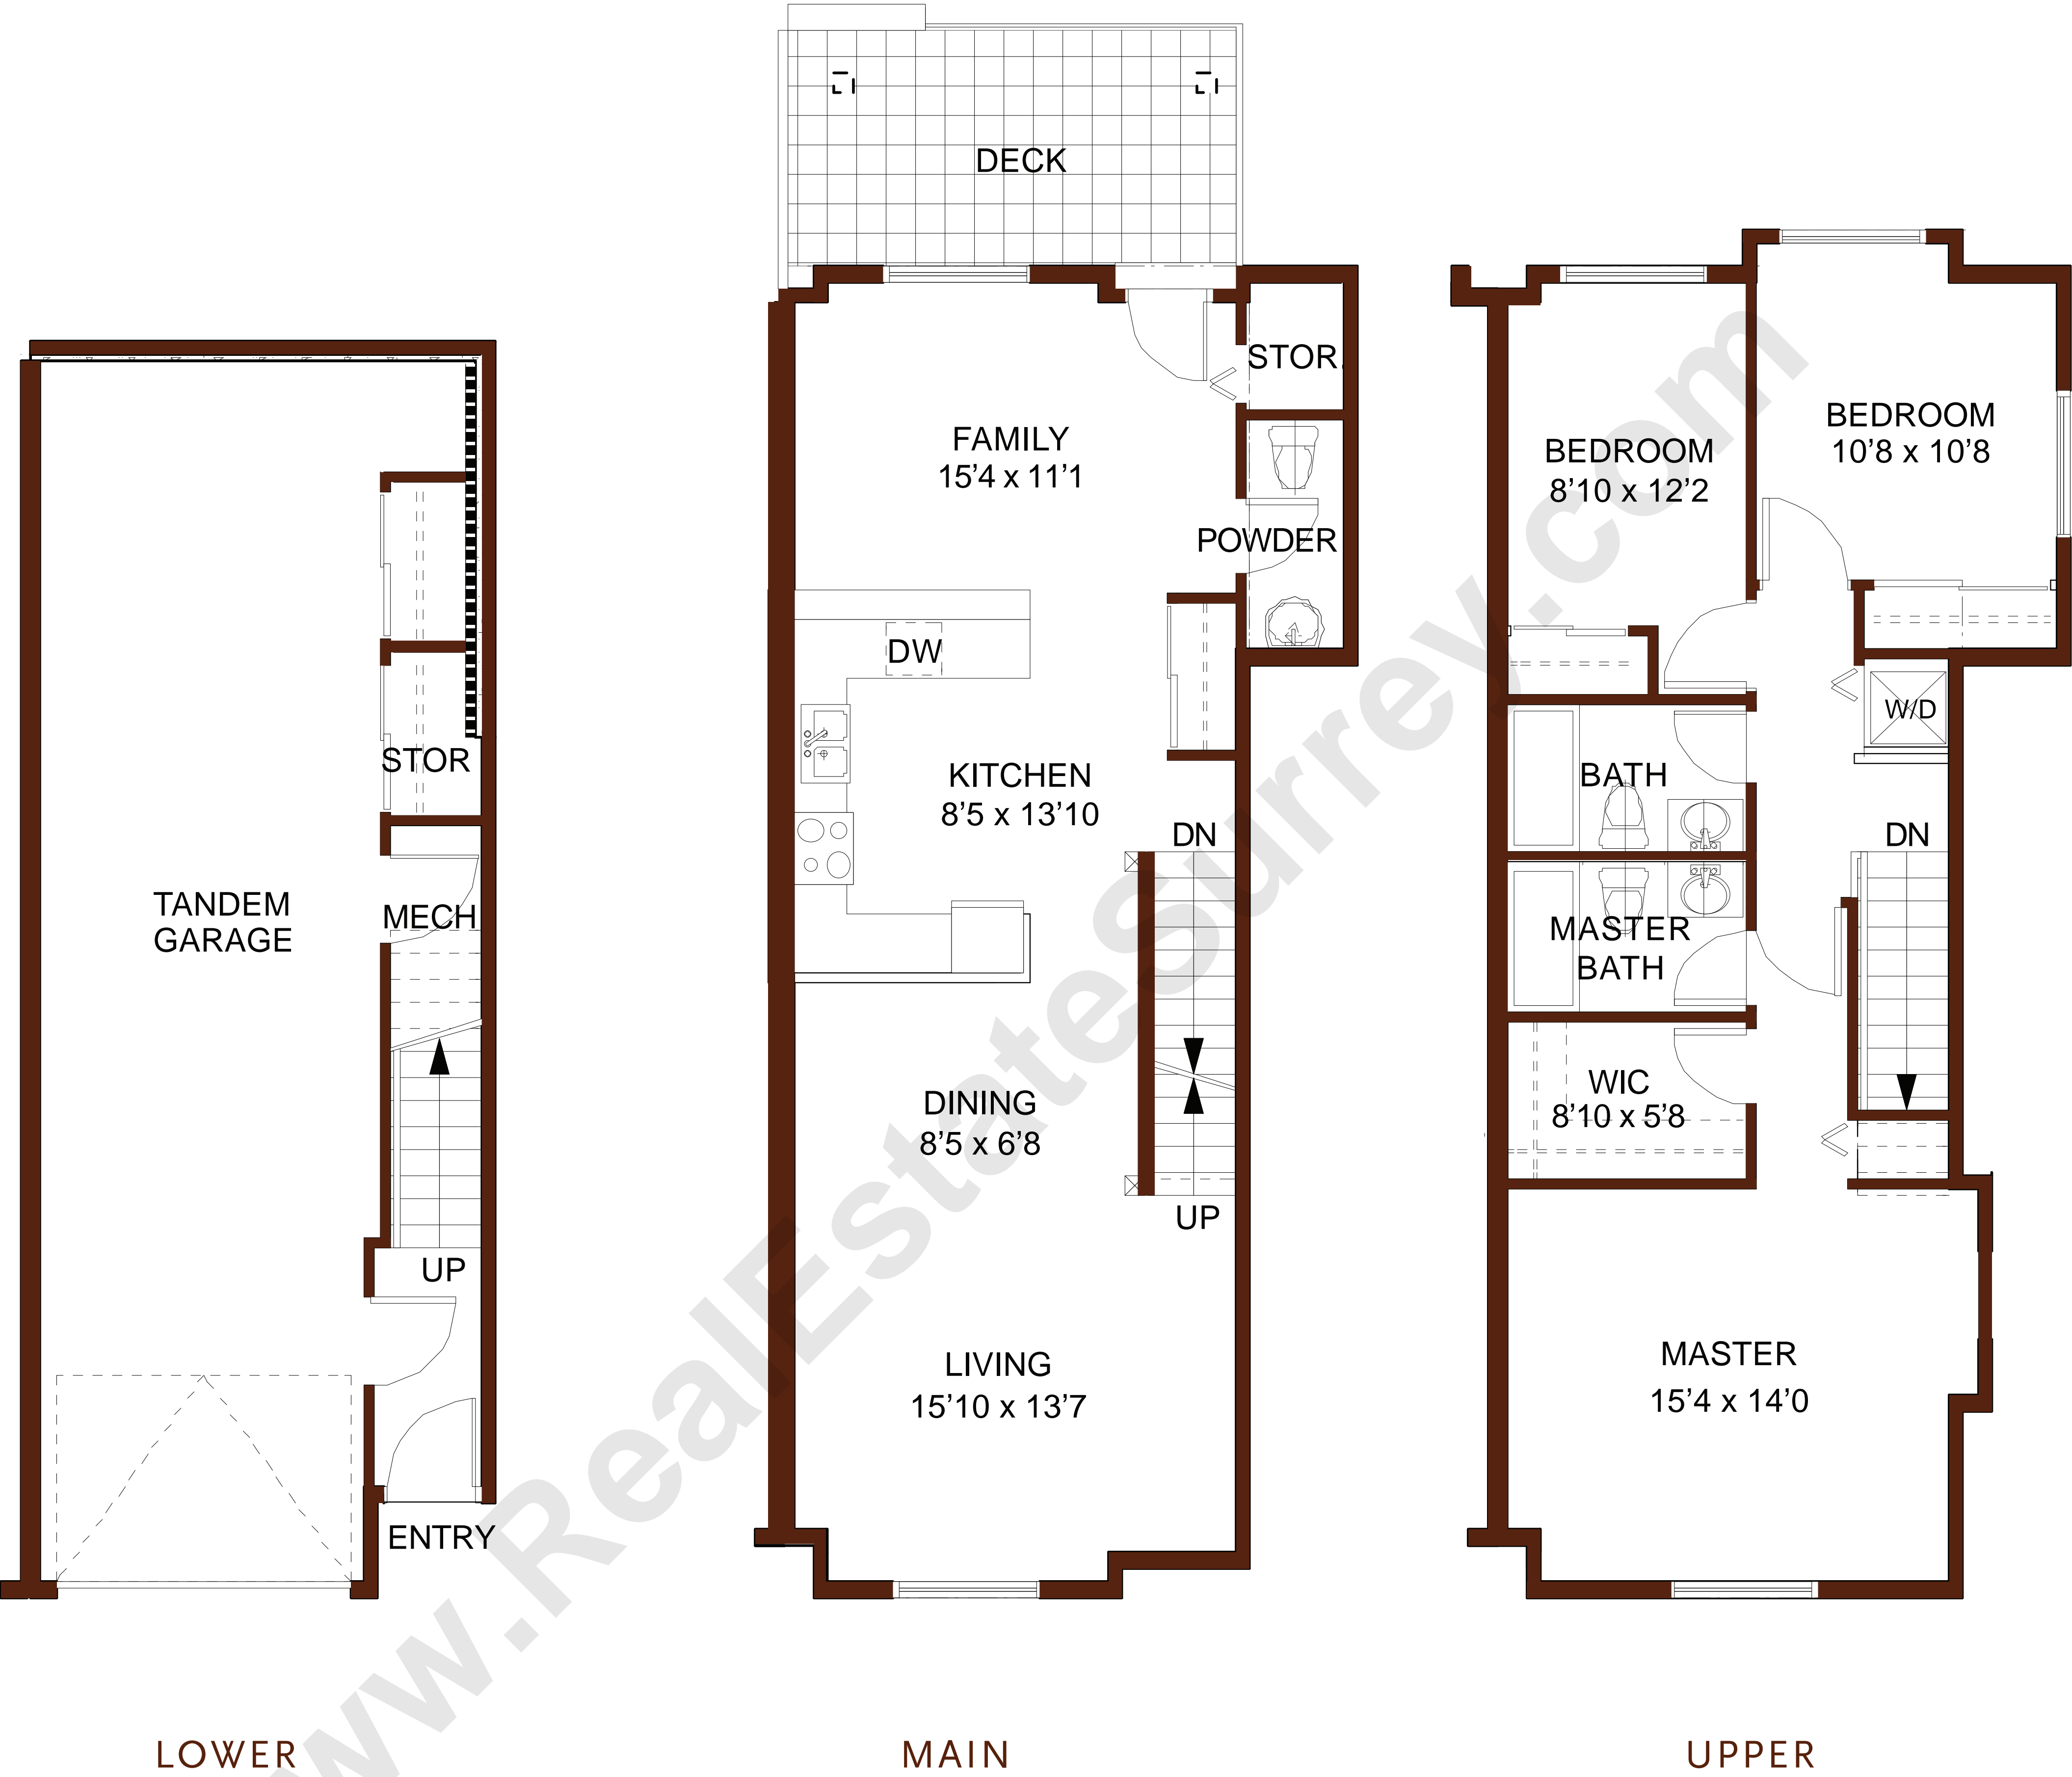 TANDEM
GARAGE
STOR
MECH
UP
ENTRY
LOWER
DECK
STOR.
FAMILY
15'4 x 11'1
POWDER
DW
KITCHEN
8'5 x 13'10
DN
DINING
8'5 x 6'8
UP
LIVING
15'10 x 13'7
MAIN
BEDROOM
8'10 x 12'2
BEDROOM
10'8 x 10'8
W/D
BATH
DN
MASTER
BATH
WIC
8'10 x 5'8
MASTER
15'4 x 14'0
UPPER
www.RealEstateSurrey.com